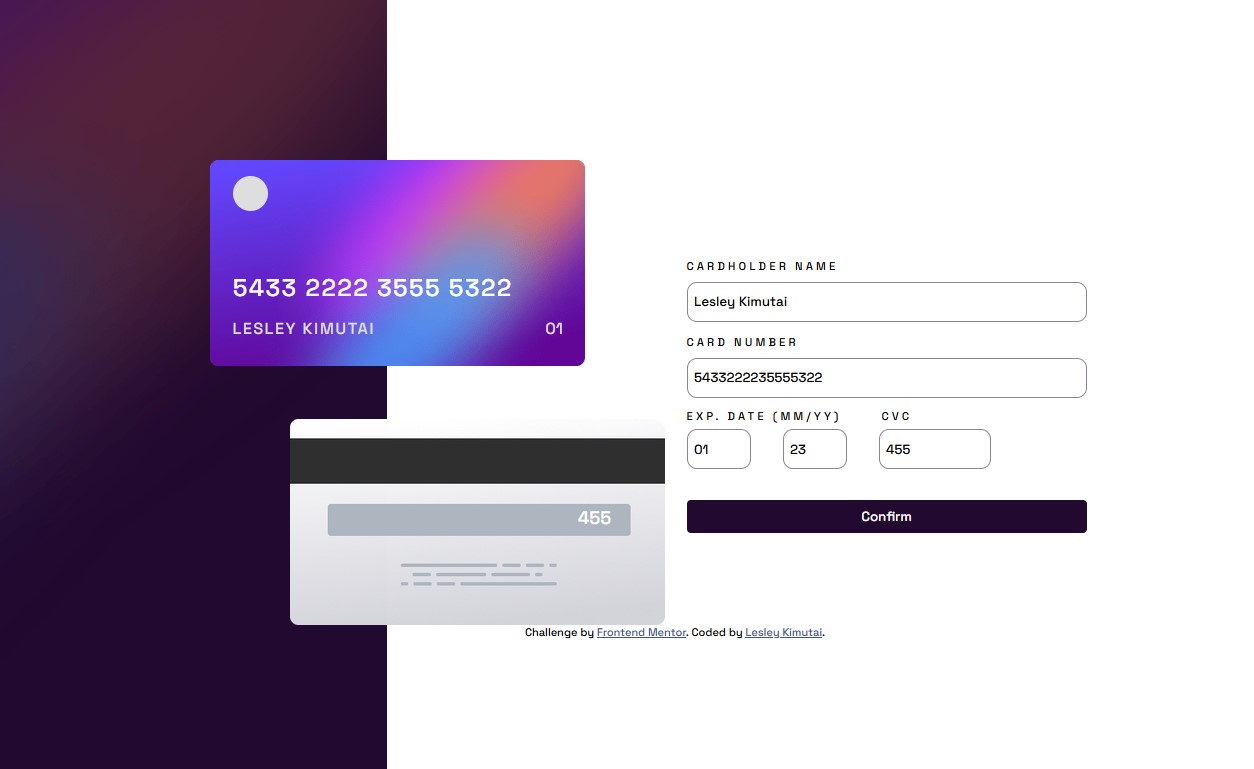 5433 2222 3555 5322
LESLEY KIMUTAI 01
455
CARDHOLDER NAME
Lesley Kimutai
CARD NUMBER
5433222235555322
EXP. DATE (MM/YY) CVC
01 23 455
Confirm
Challenge by Frontend Mentor. Coded by Lesley Kimutai.